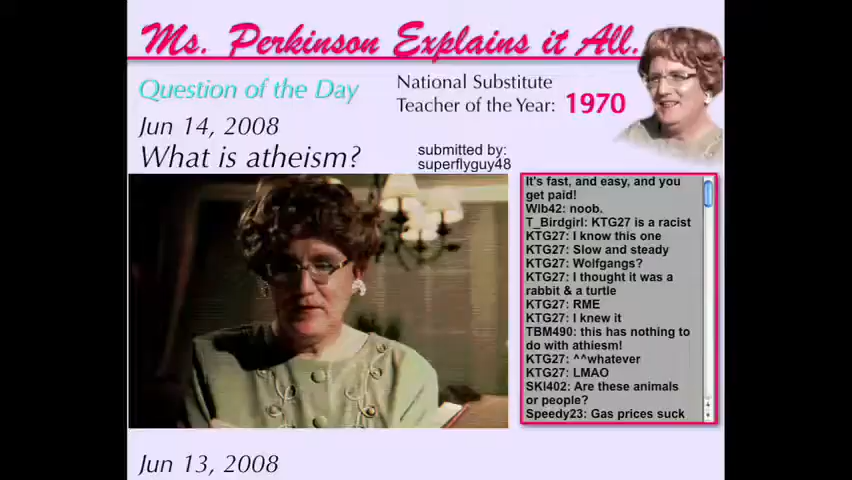 Ms. Perkinson Explains it All.
Question of the Day
National Substitute
Teacher of the Year: 1970
Jun 14, 2008
What is atheism?
submitted by:
superflyguy48
It's fast, and easy, and you
get paid!
Wib42: noob.
T_Birdgirl: KTG27 is a racist
KTG27: I know this one
KTG27: Slow and steady
KTG27: Wolfgangs?
KTG27: I thought it was a
rabbit & a turtle
KTG27: RME
KTG27: I knew it
TBM490: this has nothing to
do with athiesm!
KTG27: ^^whatever
KTG27: LMAO
SKI402: Are these animals
or people?
Speedy23: Gas prices suck
Jun 13, 2008